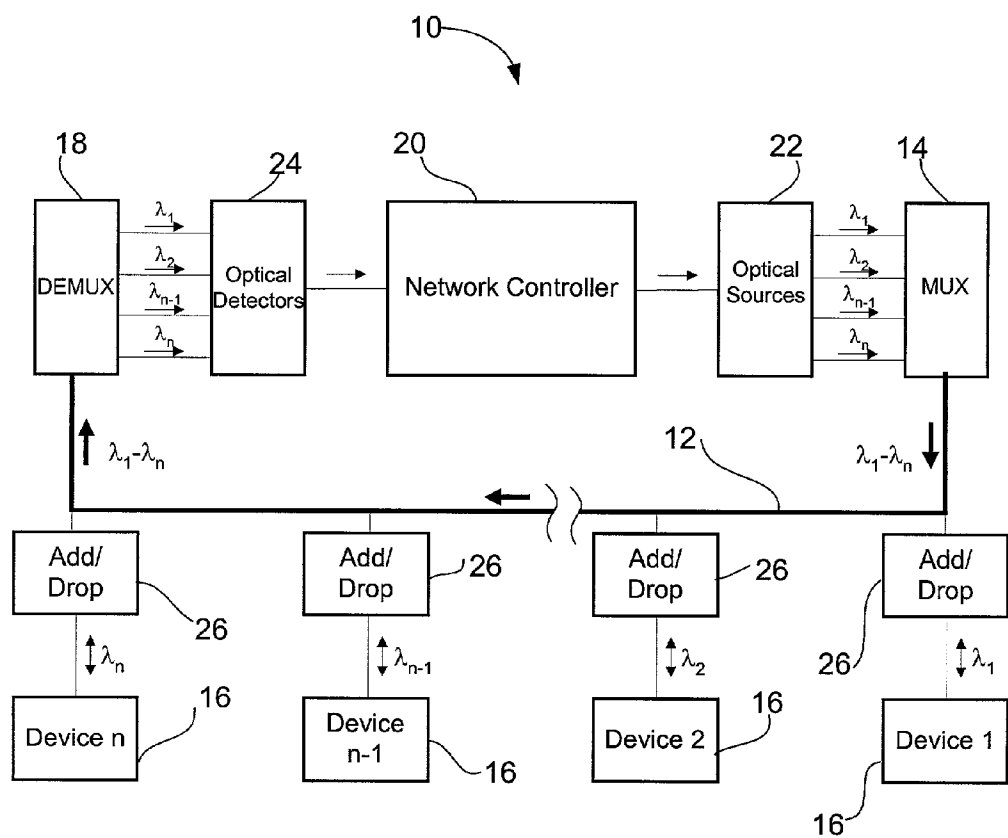 10
18
24
20
22
14
DEMUX
λ1
λ2
λn-1
λn
Optical
Detectors
Network Controller
Optical
Sources
λ1
λ2
λn-1
λn
MUX
λ1-λn
λ1-λn
12
Add/
Drop
26
Add/
Drop
26
Add/
Drop
26
Add/
Drop
26
λn
λn-1
λ2
λ1
Device n
16
Device
n-1
16
Device 2
16
Device 1
16